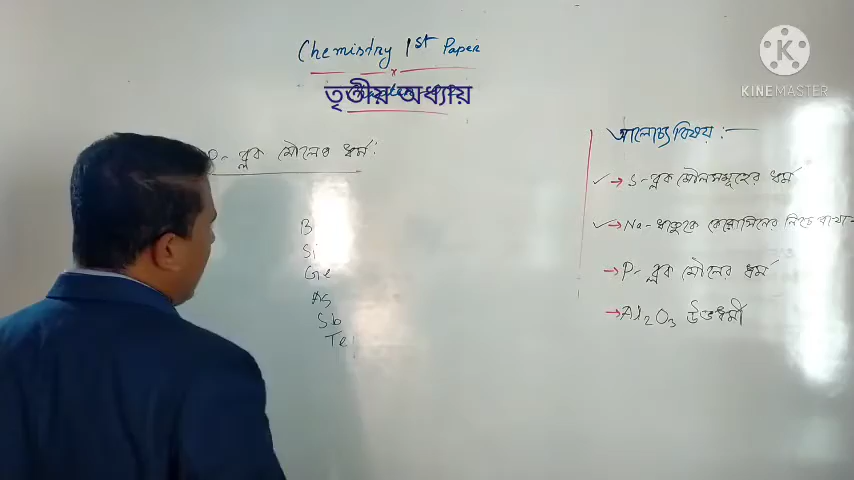 Chemistry 1st Paper
x
তৃতীয় অধ্যায়
P- ব্লক মৌলের ধর্ম:
B
Si
Ge
As
Sb
Te
আলোচ্য বিষয় :-
✓→ S-ব্লক মৌলসমূহের ধর্ম
✓→ Na-ধাতুকে কেরোসিনের নিচে রাখা
→ P- ব্লক মৌলের ধর্ম
→ Al₂O₃ উভধর্মী
KINEMASTER